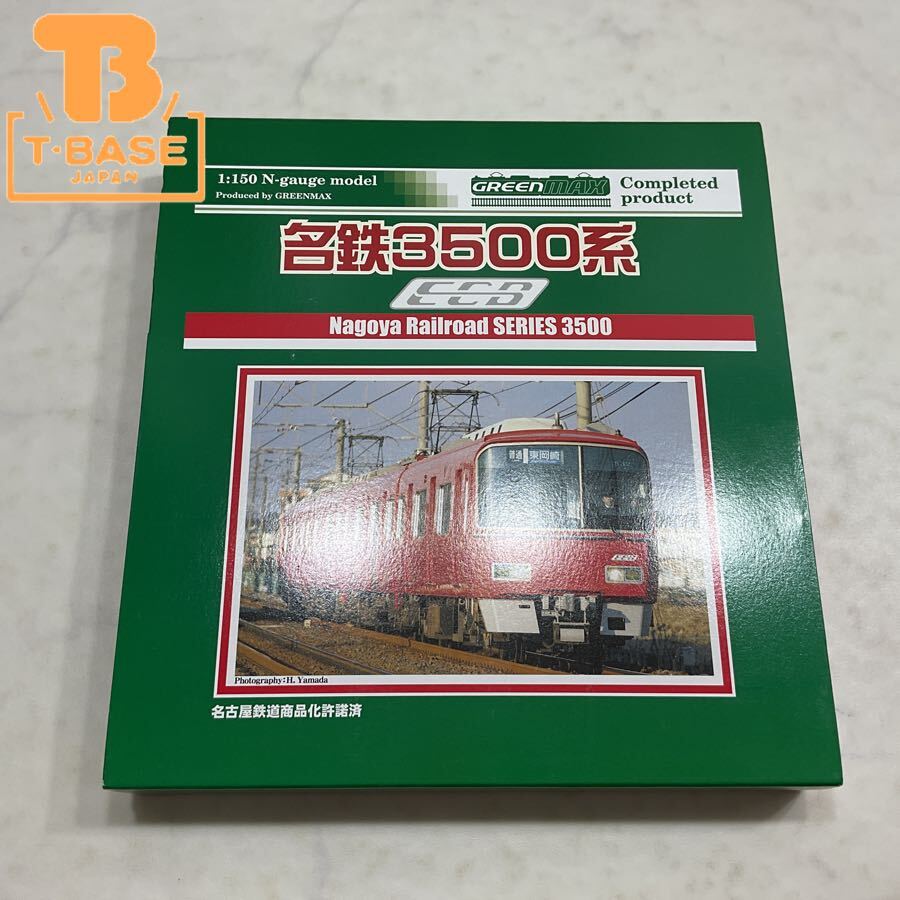 B
T·BASE
JAPAN
1:150 N-gauge model
Produced by GREENMAX
GREENMAX
Completed
product
名鉄3500系
ECB
Nagoya Railroad SERIES 3500
普通 東岡崎
Photography:H. Yamada
名古屋鉄道商品化許諾済